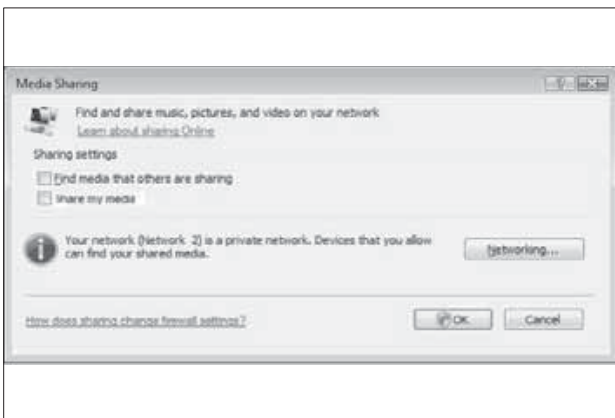 Media Sharing
Find and share music, pictures, and video on your network
Learn about sharing Online
Sharing settings
Find media that others are sharing
Share my media
Your network (Network 2) is a private network. Devices that you allow
can find your shared media.
Networking...
How does sharing change firewall settings?
OK
Cancel